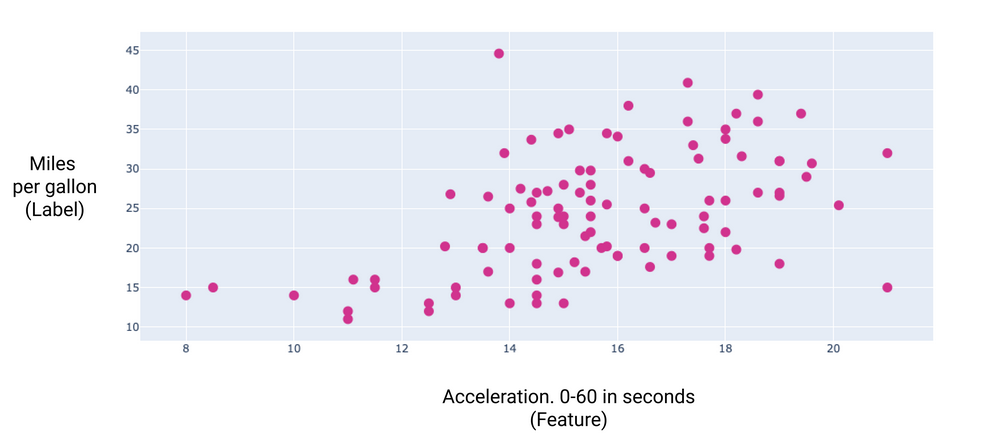 45
40
35
30
25
20
15
10
Miles
per gallon
(Label)
8 10 12 14 16 18 20
Acceleration. 0-60 in seconds
(Feature)